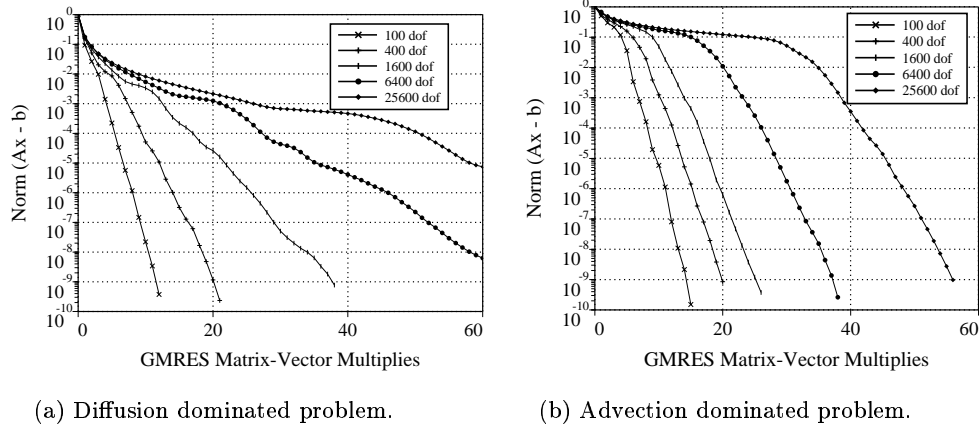 10^0
10^-1
10^-2
10^-3
10^-4
10^-5
10^-6
10^-7
10^-8
10^-9
10^-10
Norm (Ax - b)
100 dof
400 dof
1600 dof
6400 dof
25600 dof
0 20 40 60
GMRES Matrix-Vector Multiplies
(a) Diffusion dominated problem.
10^0
10^-1
10^-2
10^-3
10^-4
10^-5
10^-6
10^-7
10^-8
10^-9
10^-10
Norm (Ax - b)
100 dof
400 dof
1600 dof
6400 dof
25600 dof
0 20 40 60
GMRES Matrix-Vector Multiplies
(b) Advection dominated problem.